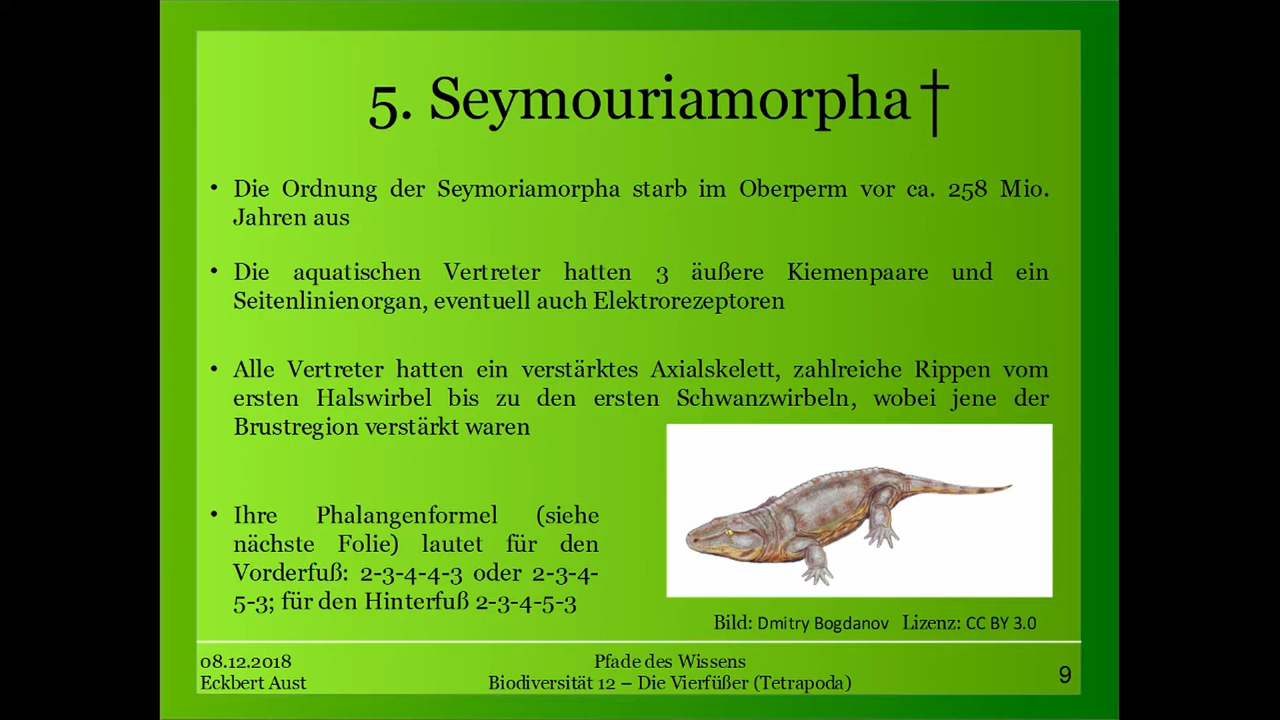 5. Seymouriamorpha†
• Die Ordnung der Seymoriamorpha starb im Oberperm vor ca. 258 Mio.
Jahren aus
• Die aquatischen Vertreter hatten 3 äußere Kiemenpaare und ein
Seitenlinienorgan, eventuell auch Elektrorezeptoren
• Alle Vertreter hatten ein verstärktes Axialskelett, zahlreiche Rippen vom
ersten Halswirbel bis zu den ersten Schwanzwirbeln, wobei jene der
Brustregion verstärkt waren
• Ihre Phalangenformel (siehe
nächste Folie) lautet für den
Vorderfuß: 2-3-4-4-3 oder 2-3-4-
5-3; für den Hinterfuß 2-3-4-5-3
Bild: Dmitry Bogdanov Lizenz: CC BY 3.0
08.12.2018
Eckbert Aust
Pfade des Wissens
Biodiversität 12 – Die Vierfüßer (Tetrapoda)
9